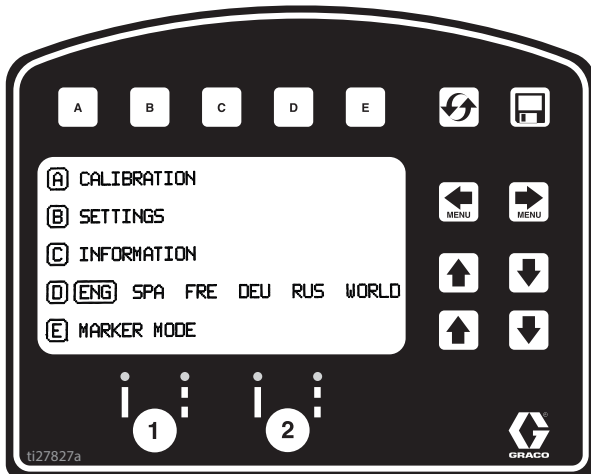 A B C D E
A CALIBRATION
B SETTINGS
C INFORMATION
D ENG SPA FRE DEU RUS WORLD
E MARKER MODE
MENU MENU
1 2
ti27827a
GRACO